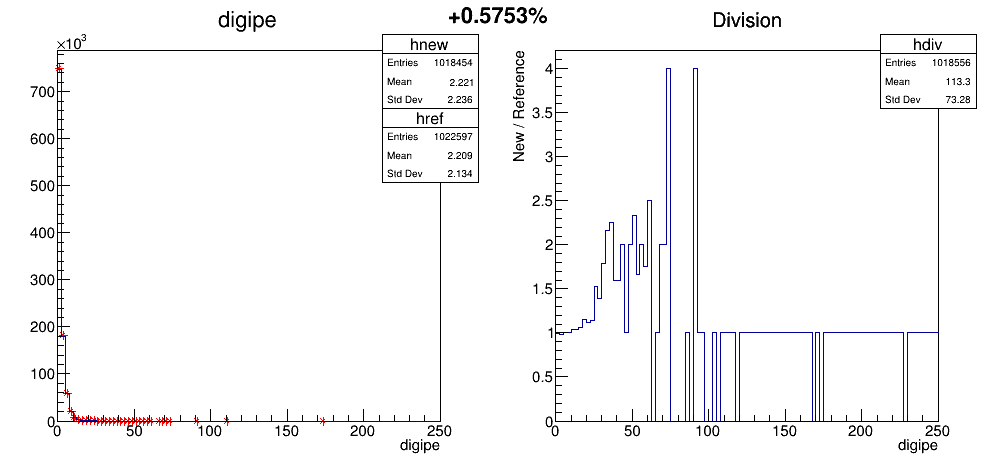 +0.5753%
digipe
×10³
700
600
500
400
300
200
100
0
0 50 100 150 200 250
digipe
hnew
Entries 1018454
Mean 2.221
Std Dev 2.236
href
Entries 1022597
Mean 2.209
Std Dev 2.134
Division
New / Reference
4
3.5
3
2.5
2
1.5
1
0.5
0
0 50 100 150 200 250
digipe
hdiv
Entries 1018556
Mean 113.3
Std Dev 73.28